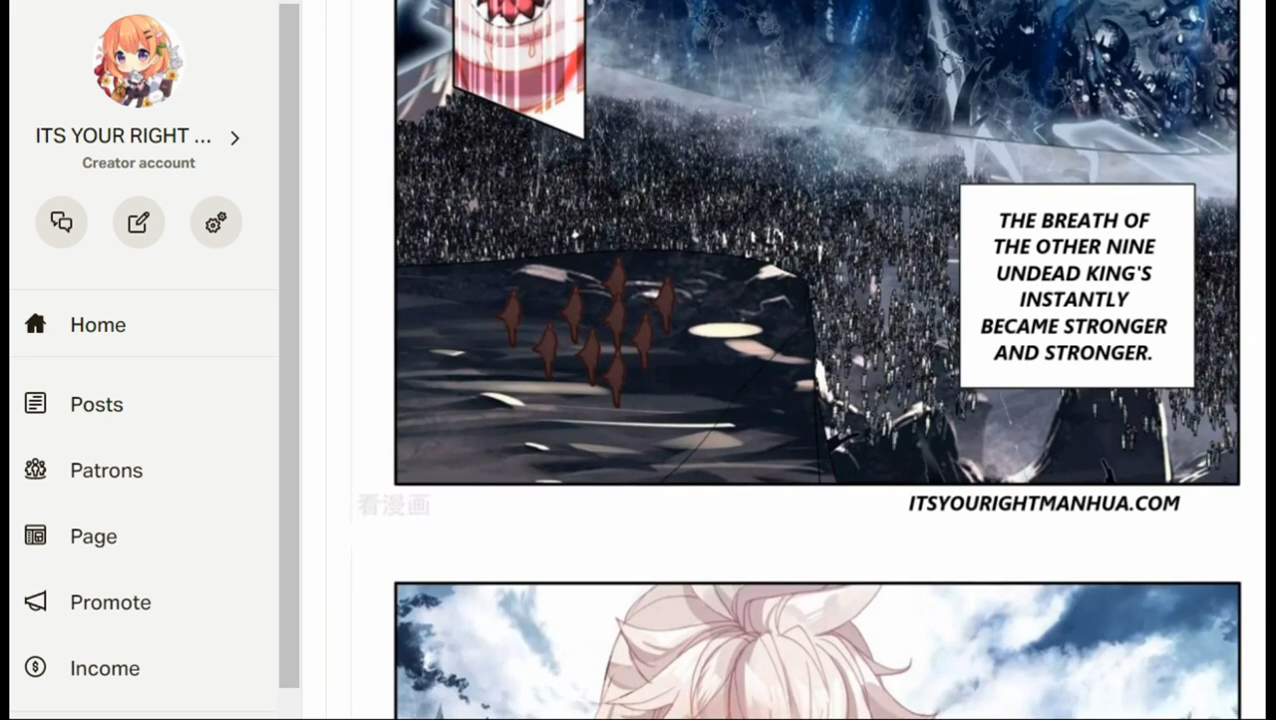 ITS YOUR RIGHT ...
Creator account
Home
Posts
Patrons
Page
Promote
Income
THE BREATH OF
THE OTHER NINE
UNDEAD KING'S
INSTANTLY
BECAME STRONGER
AND STRONGER.
看漫画
ITSYOURIGHTMANHUA.COM